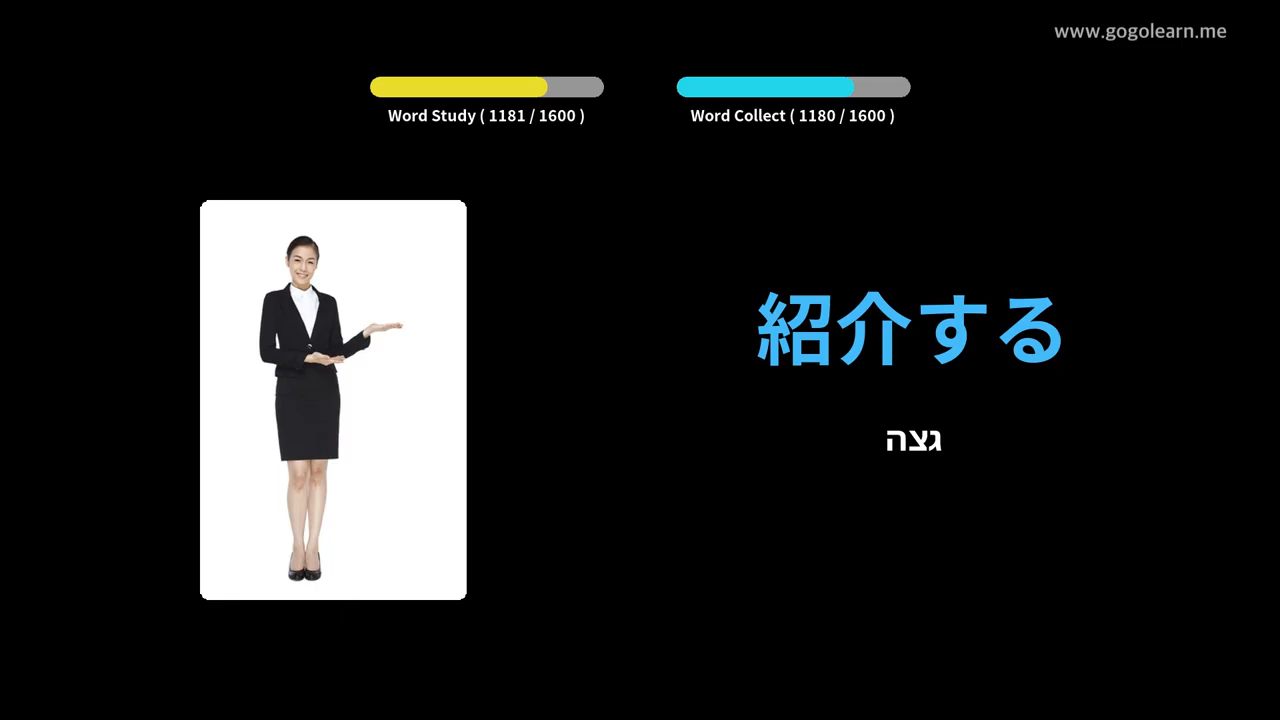 www.gogolearn.me
Word Study ( 1181 / 1600 )
Word Collect ( 1180 / 1600 )
紹介する
גצה